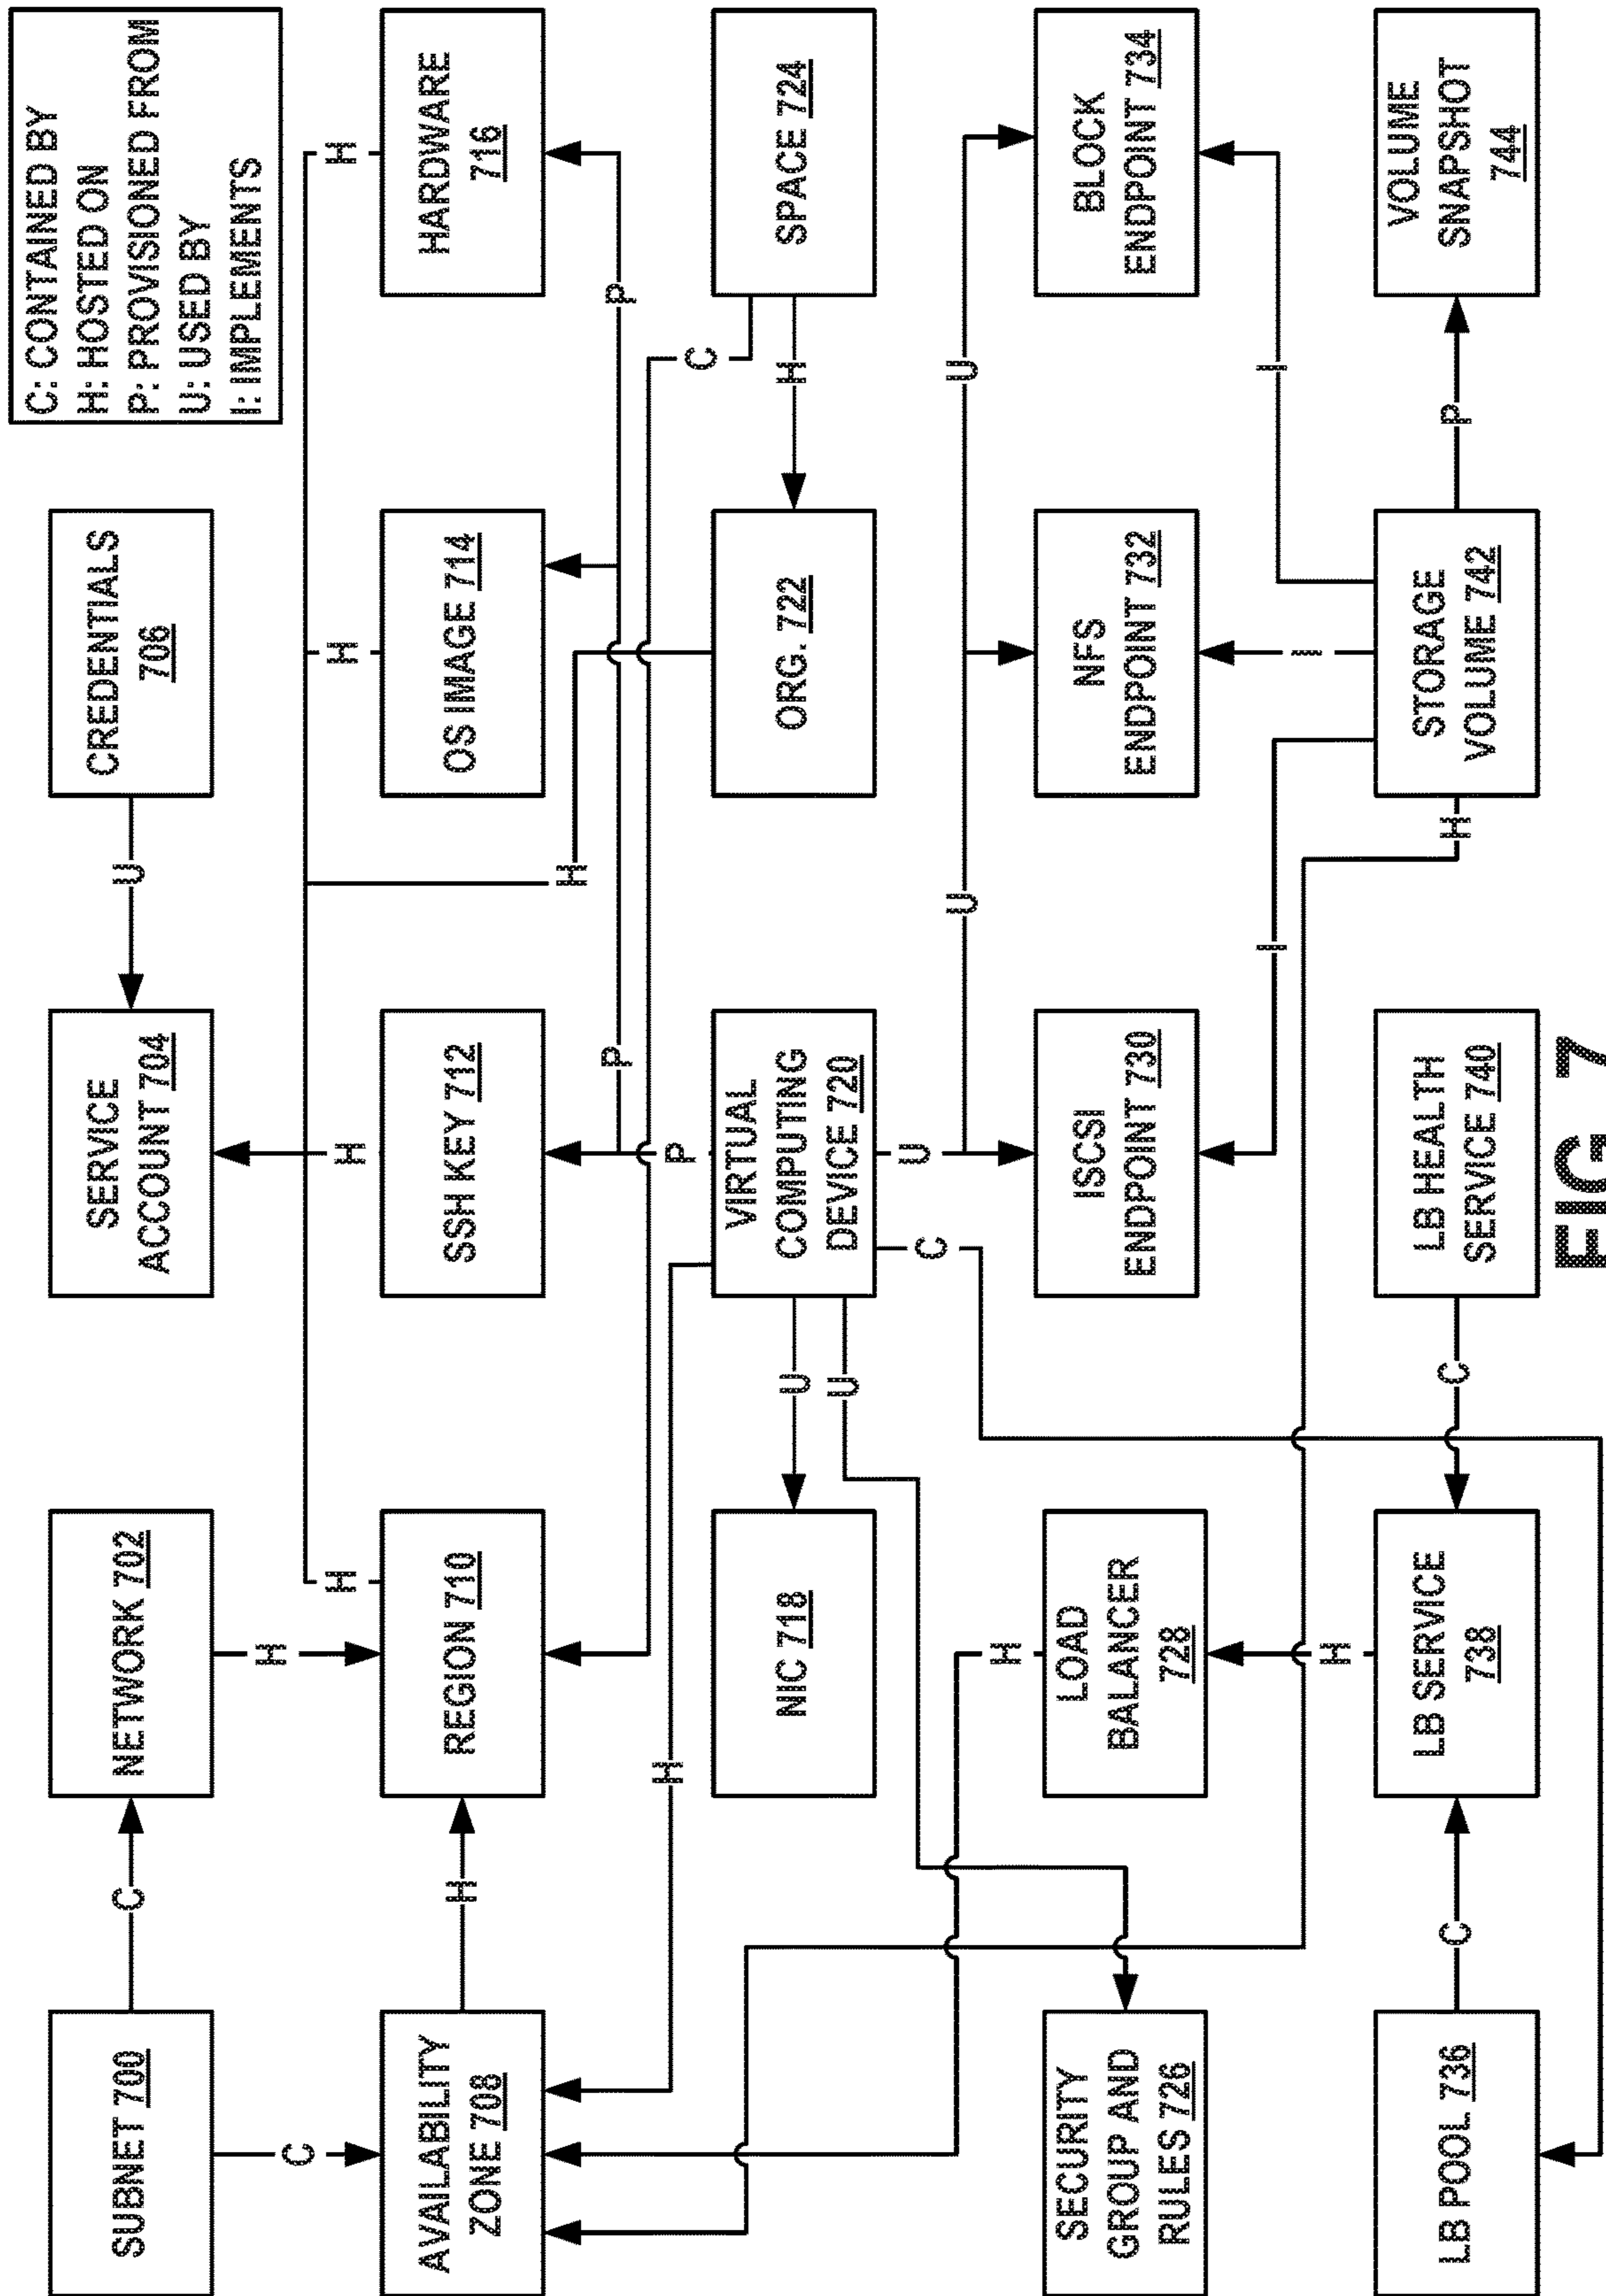 C: CONTAINED BY
H: HOSTED ON
P: PROVISIONED FROM
U: USED BY
I: IMPLEMENTS
SUBNET 700
C
NETWORK 702
SERVICE
ACCOUNT 704
U
CREDENTIALS
706
C
H
H
H
H
H
AVAILABILITY
ZONE 708
H
REGION 710
SSH KEY 712
OS IMAGE 714
HARDWARE
716
H
P
P
H
P
C
NIC 718
U
VIRTUAL
COMPUTING
DEVICE 720
ORG. 722
H
SPACE 724
U
H
U
C
U
U
SECURITY
GROUP AND
RULES 726
LOAD
BALANCER
728
ISCSI
ENDPOINT 730
NFS
ENDPOINT 732
BLOCK
ENDPOINT 734
H
I
I
I
LB POOL 736
C
LB SERVICE
738
C
LB HEALTH
SERVICE 740
H
STORAGE
VOLUME 742
P
VOLUME
SNAPSHOT
744
FIG. 7